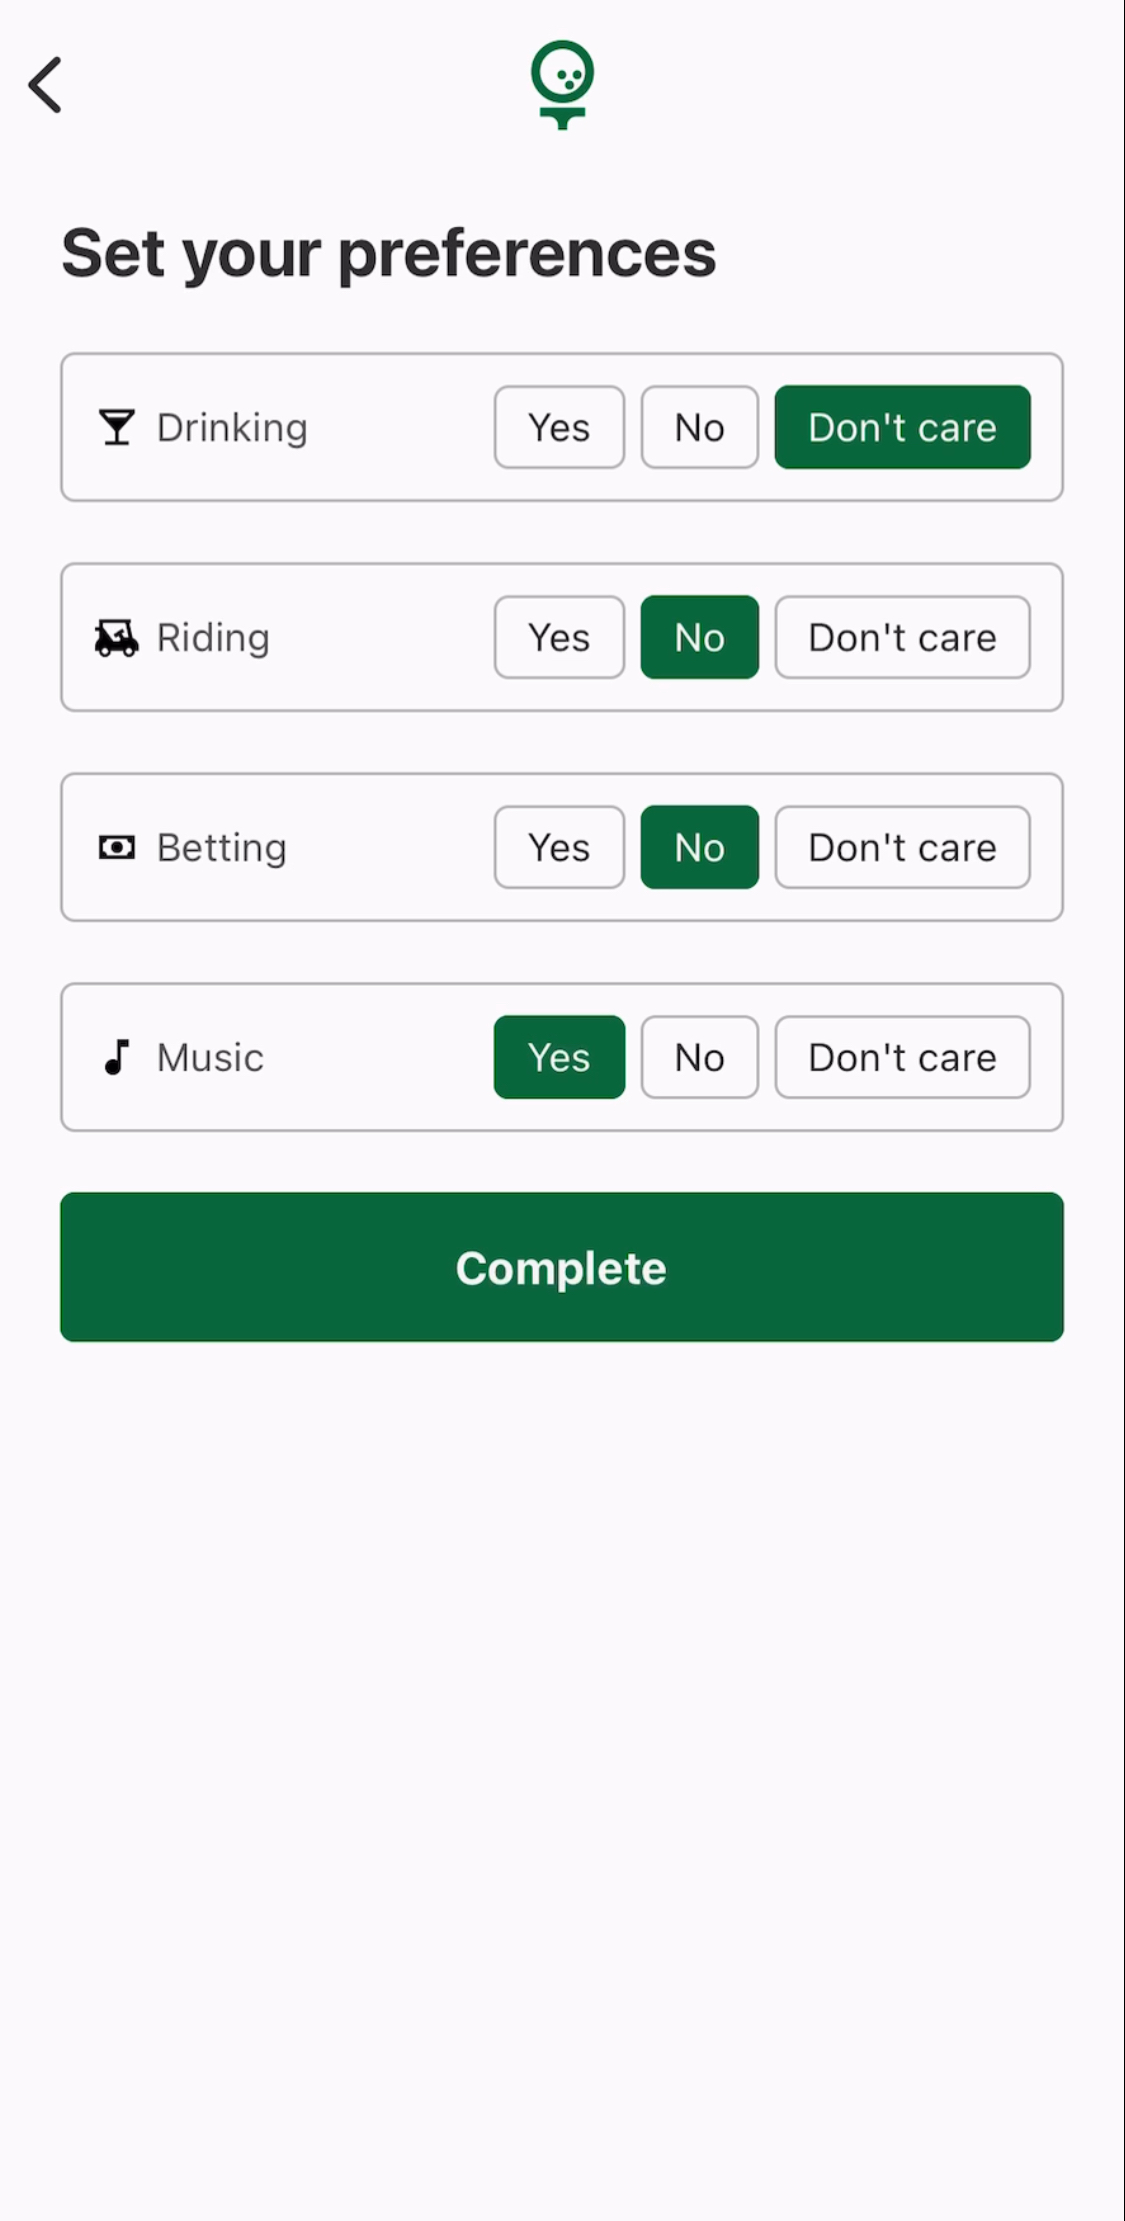 Set your preferences
Drinking Yes No Don't care
Riding Yes No Don't care
Betting Yes No Don't care
Music Yes No Don't care
Complete